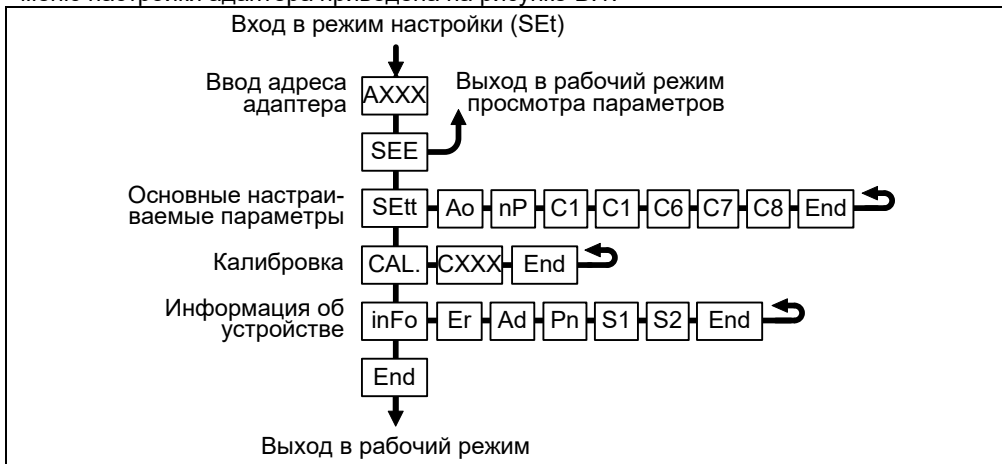 Вход в режим настройки (SEt)
Ввод адреса
адаптера
AXXX
Выход в рабочий режим
просмотра параметров
SEE
Основные настраи-
ваемые параметры
SEtt Ao nP C1 C1 C6 C7 C8 End
Калибровка
CAL. CXXX End
Информация об
устройстве
inFo Er Ad Pn S1 S2 End
End
Выход в рабочий режим